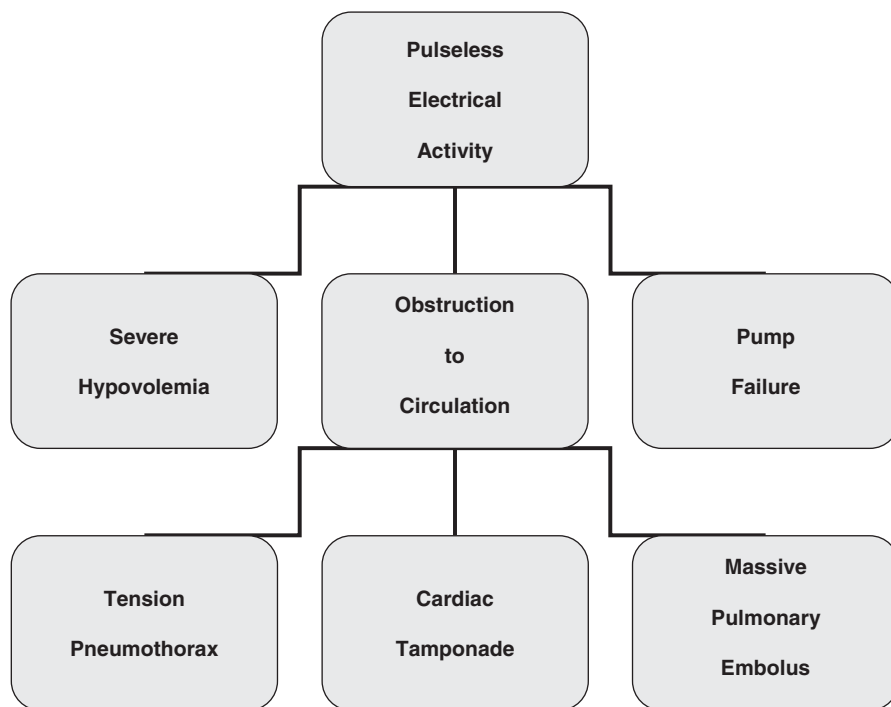 Pulseless
Electrical
Activity
Severe
Hypovolemia
Obstruction
to
Circulation
Pump
Failure
Tension
Pneumothorax
Cardiac
Tamponade
Massive
Pulmonary
Embolus